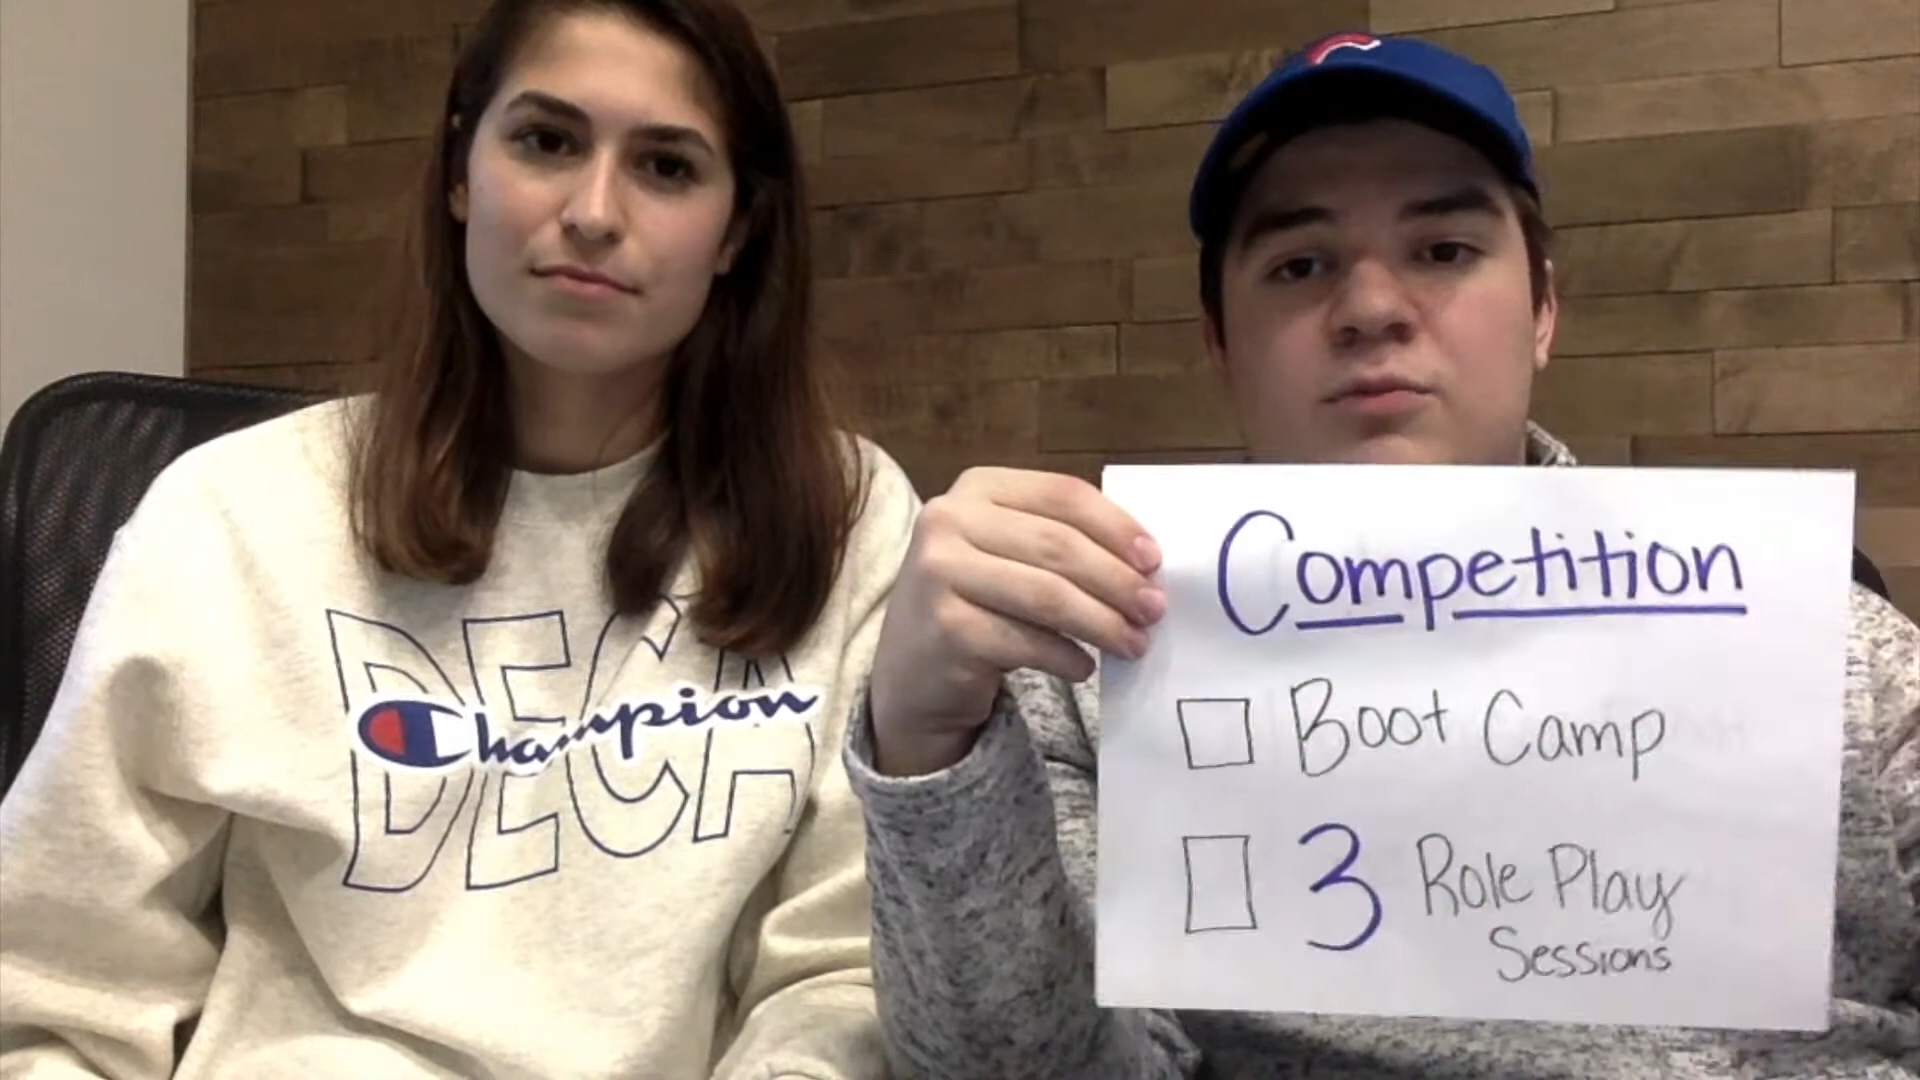 DECA
Champion
Competition
Boot Camp
3 Role Play
Sessions